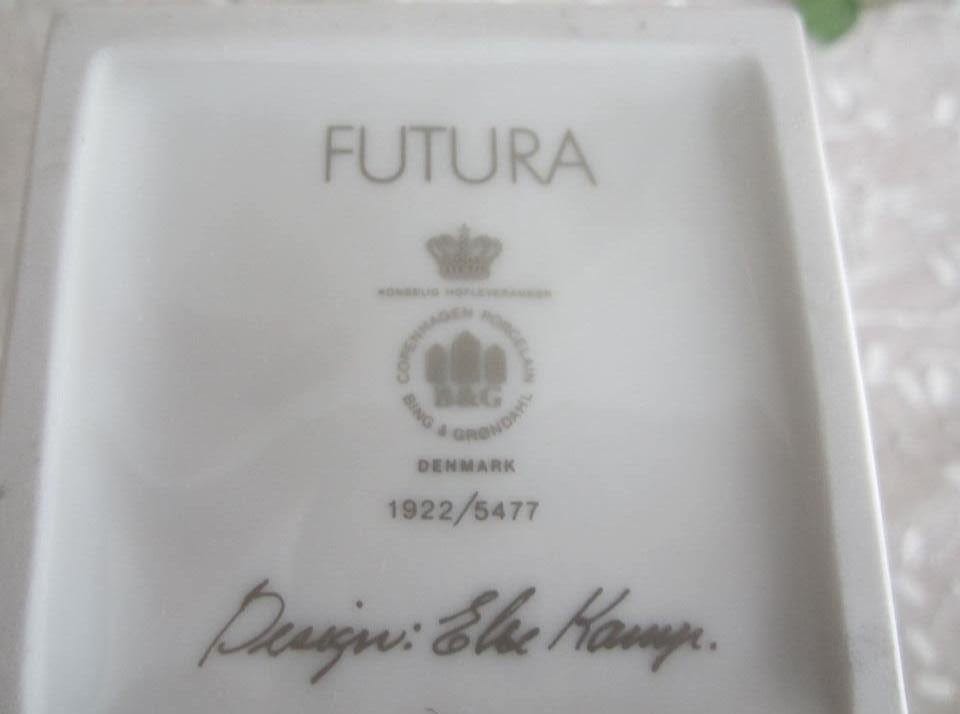 FUTURA
KONGELIG HOFLEVERANDØR
COPENHAGEN PORCELAIN
B&G
BING & GRØNDAHL
DENMARK
1922/5477
Design: Else Kamp.